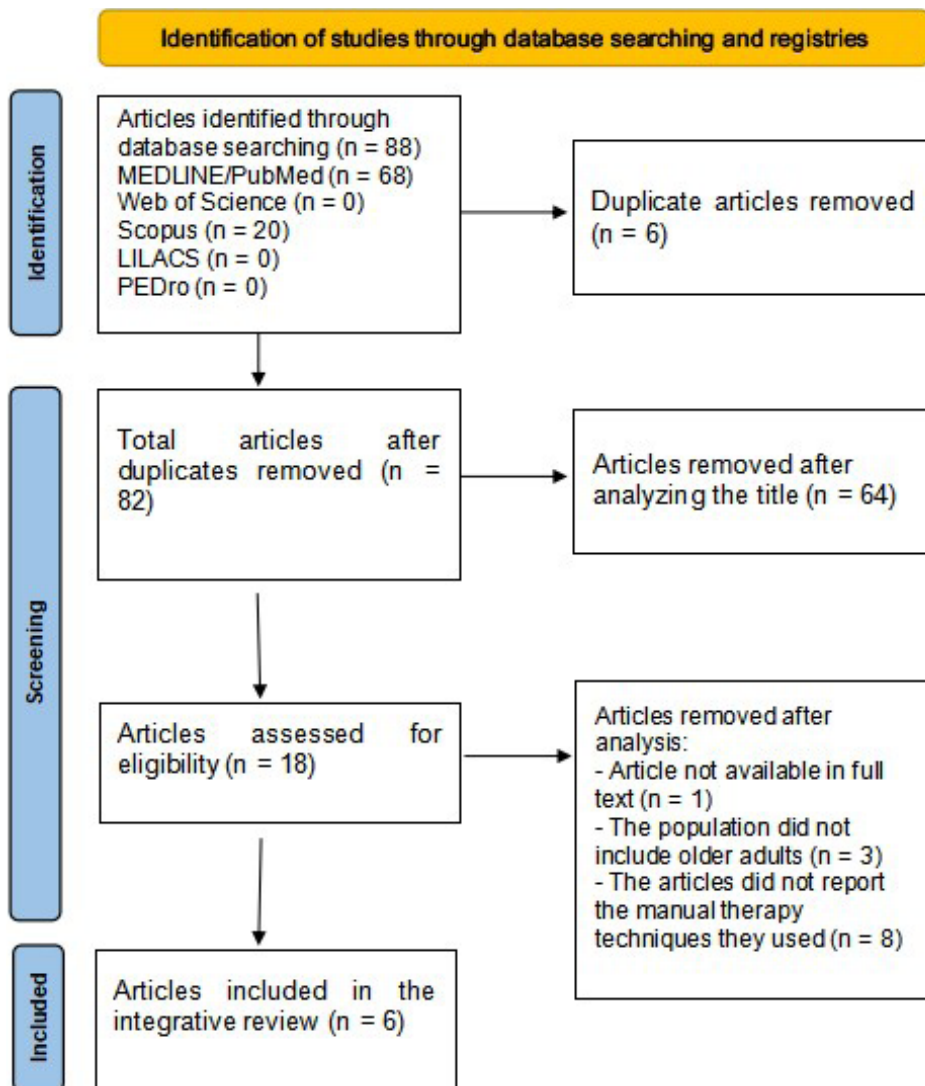 Identification of studies through database searching and registries
Identification
Articles identified through
database searching (n = 88)
MEDLINE/PubMed (n = 68)
Web of Science (n = 0)
Scopus (n = 20)
LILACS (n = 0)
PEDro (n = 0)
Duplicate articles removed
(n = 6)
Screening
Total articles after
duplicates removed (n =
82)
Articles removed after
analyzing the title (n = 64)
Articles assessed for
eligibility (n = 18)
Articles removed after
analysis:
- Article not available in full
text (n = 1)
- The population did not
include older adults (n = 3)
- The articles did not report
the manual therapy
techniques they used (n = 8)
Included
Articles included in the
integrative review (n = 6)